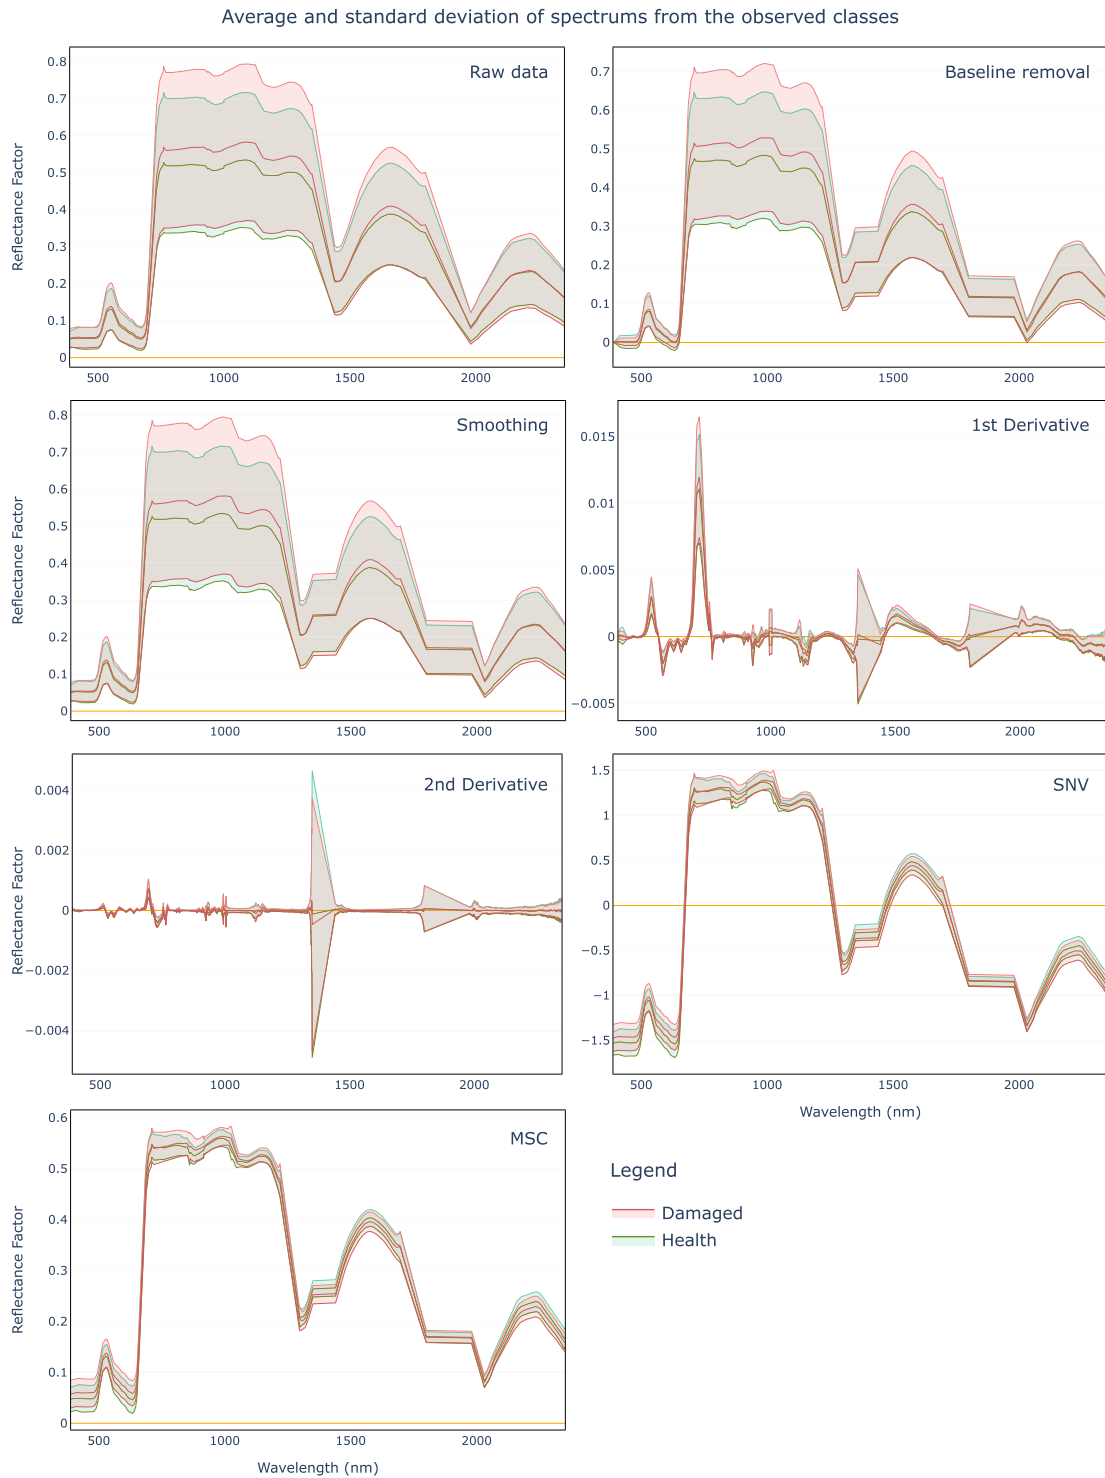 Average and standard deviation of spectrums from the observed classes
Raw data
Reflectance Factor
0.8
0.7
0.6
0.5
0.4
0.3
0.2
0.1
0
500 1000 1500 2000
Baseline removal
0.7
0.6
0.5
0.4
0.3
0.2
0.1
0
500 1000 1500 2000
Smoothing
Reflectance Factor
0.8
0.7
0.6
0.5
0.4
0.3
0.2
0.1
0
500 1000 1500 2000
1st Derivative
0.015
0.01
0.005
0
−0.005
500 1000 1500 2000
2nd Derivative
Reflectance Factor
0.004
0.002
0
−0.002
−0.004
500 1000 1500 2000
SNV
1.5
1
0.5
0
−0.5
−1
−1.5
500 1000 1500 2000
Wavelength (nm)
MSC
Reflectance Factor
0.6
0.5
0.4
0.3
0.2
0.1
0
500 1000 1500 2000
Wavelength (nm)
Legend
Damaged
Health